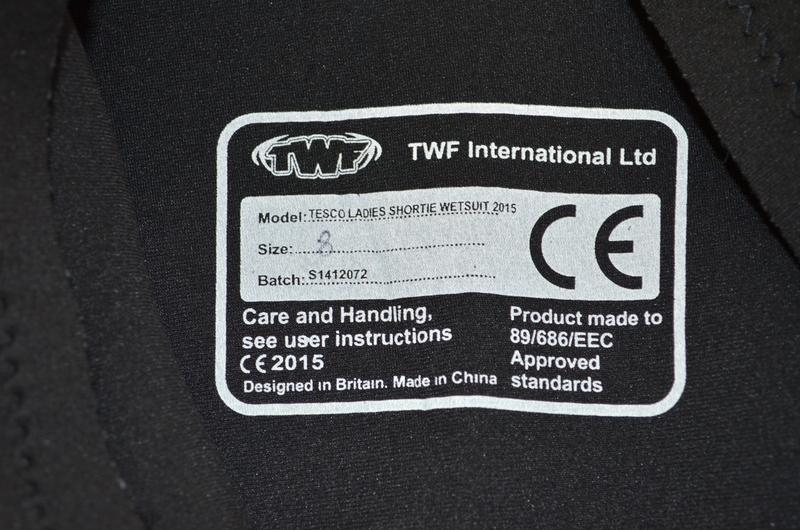 TWF
TWF International Ltd
Model: TESCO LADIES SHORTIE WETSUIT 2015
Size: 8
Batch: S1412072
CE
Care and Handling,
see user instructions
CE 2015
Designed in Britain. Made in China
Product made to
89/686/EEC
Approved
standards